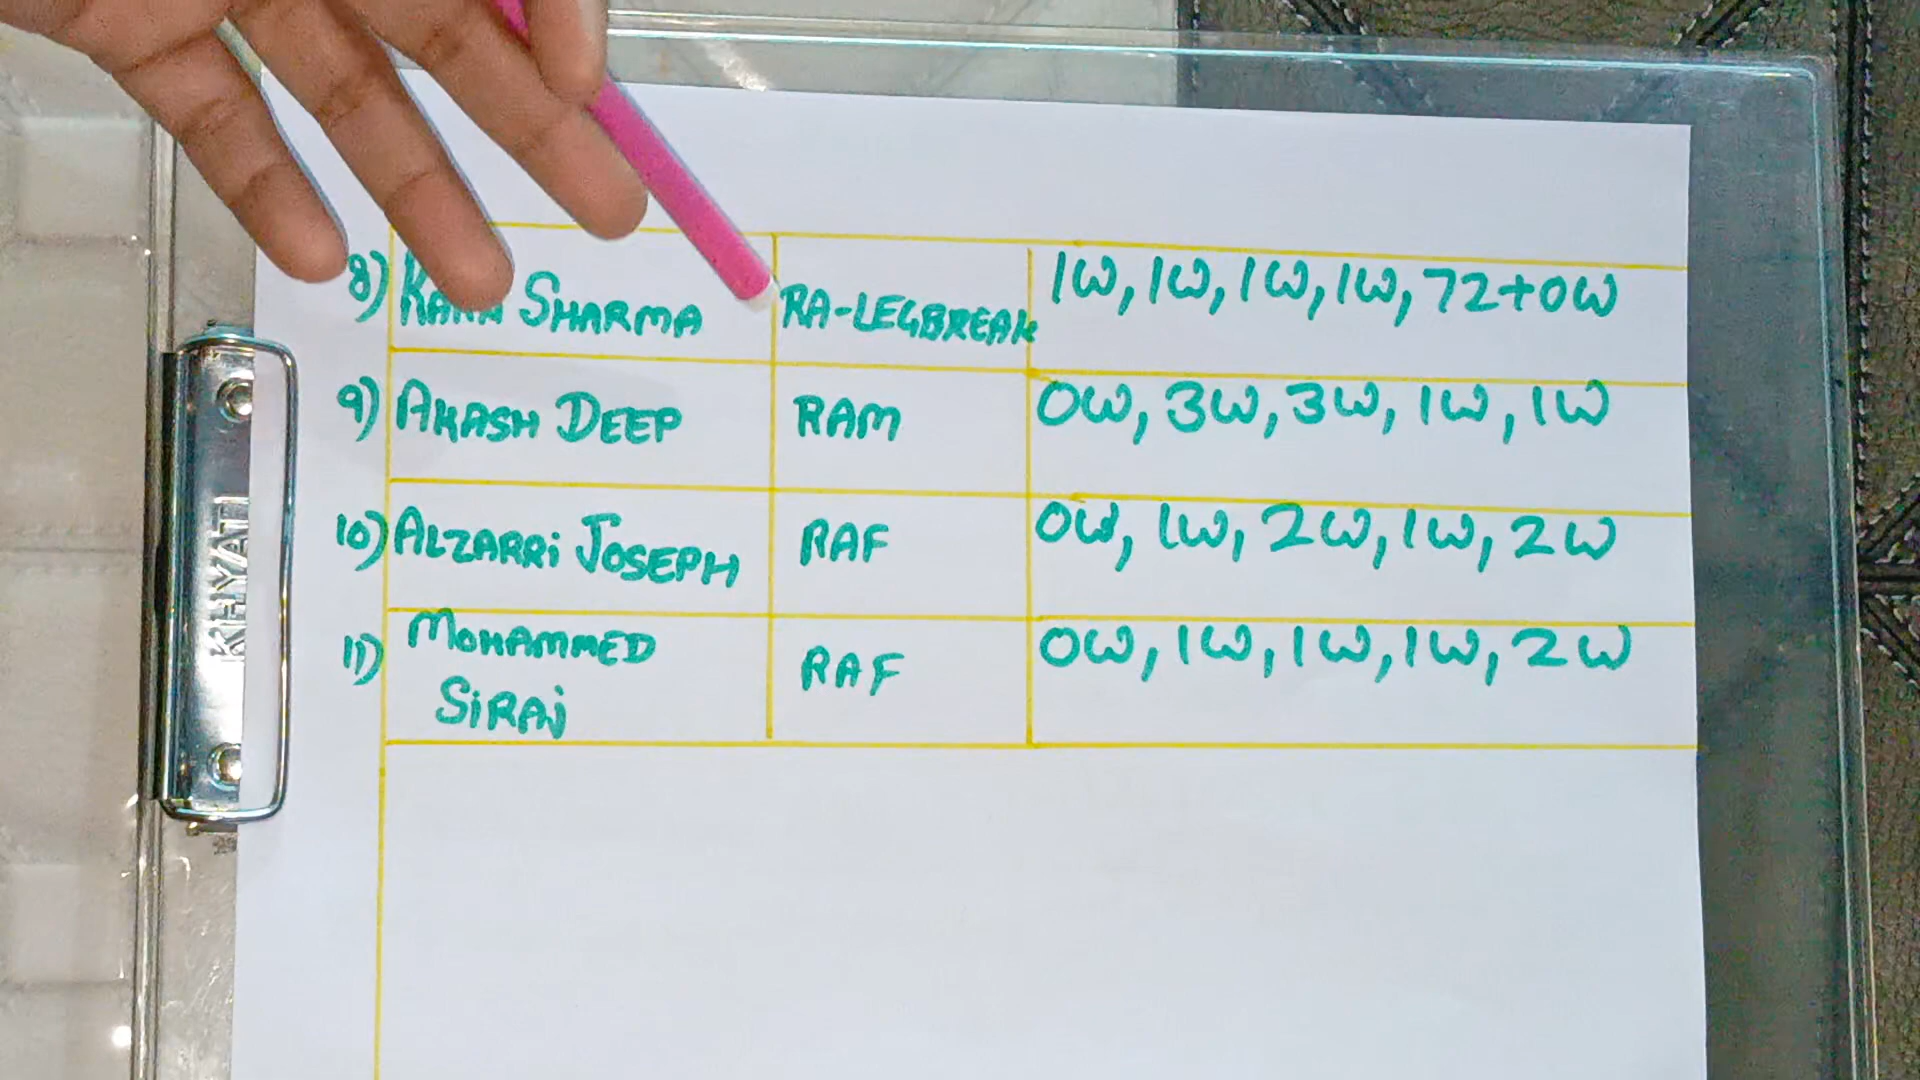 8) SHARMA RA-LEGBREAK 1W, 1W, 1W, 1W, 72+0W
9) AKASH DEEP RAM 0W, 3W, 3W, 1W, 1W
10) ALZARRi JOSEPH RAF 0W, 1W, 2W, 1W, 2W
11) MOHAMMED SiRAj RAF 0W, 1W, 1W, 1W, 2W
KHYATI